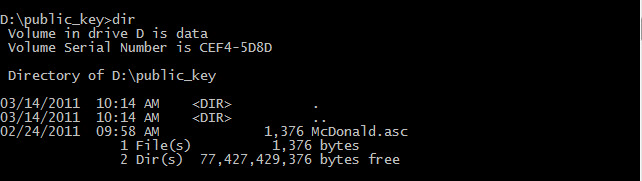 D:\public_key>dir
 Volume in drive D is data
 Volume Serial Number is CEF4-5D8D

 Directory of D:\public_key

03/14/2011  10:14 AM    <DIR>          .
03/14/2011  10:14 AM    <DIR>          ..
02/24/2011  09:58 AM             1,376 McDonald.asc
               1 File(s)          1,376 bytes
               2 Dir(s)  77,427,429,376 bytes free